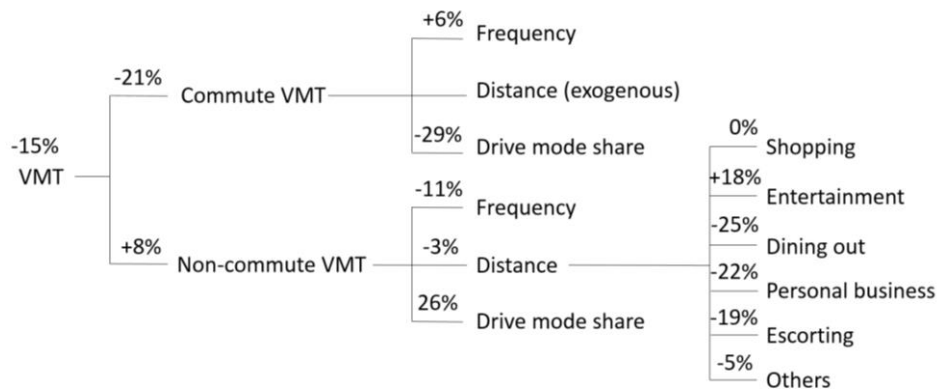 +6%
Frequency
-21%
Commute VMT
Distance (exogenous)
-29%
Drive mode share
-15%
VMT
+8%
Non-commute VMT
-11%
Frequency
-3%
Distance
26%
Drive mode share
0%
Shopping
+18%
Entertainment
-25%
Dining out
-22%
Personal business
-19%
Escorting
-5%
Others